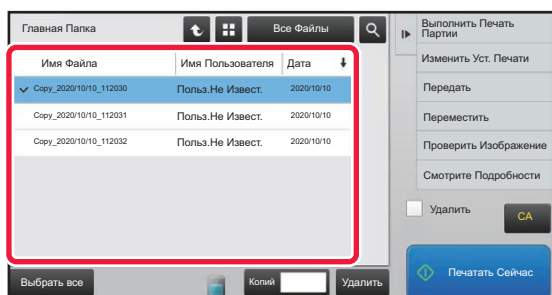 Главная Папка
Все Файлы
Имя Файла Имя Пользователя Дата
Copy_2020/10/10_112030 Польз.Не Извест. 2020/10/10
Copy_2020/10/10_112031 Польз.Не Извест. 2020/10/10
Copy_2020/10/10_112032 Польз.Не Извест. 2020/10/10
Выбрать все
Копий
Удалить
Выполнить Печать
Партии
Изменить Уст. Печати
Передать
Переместить
Проверить Изображение
Смотрите Подробности
Удалить
CA
Печатать Сейчас